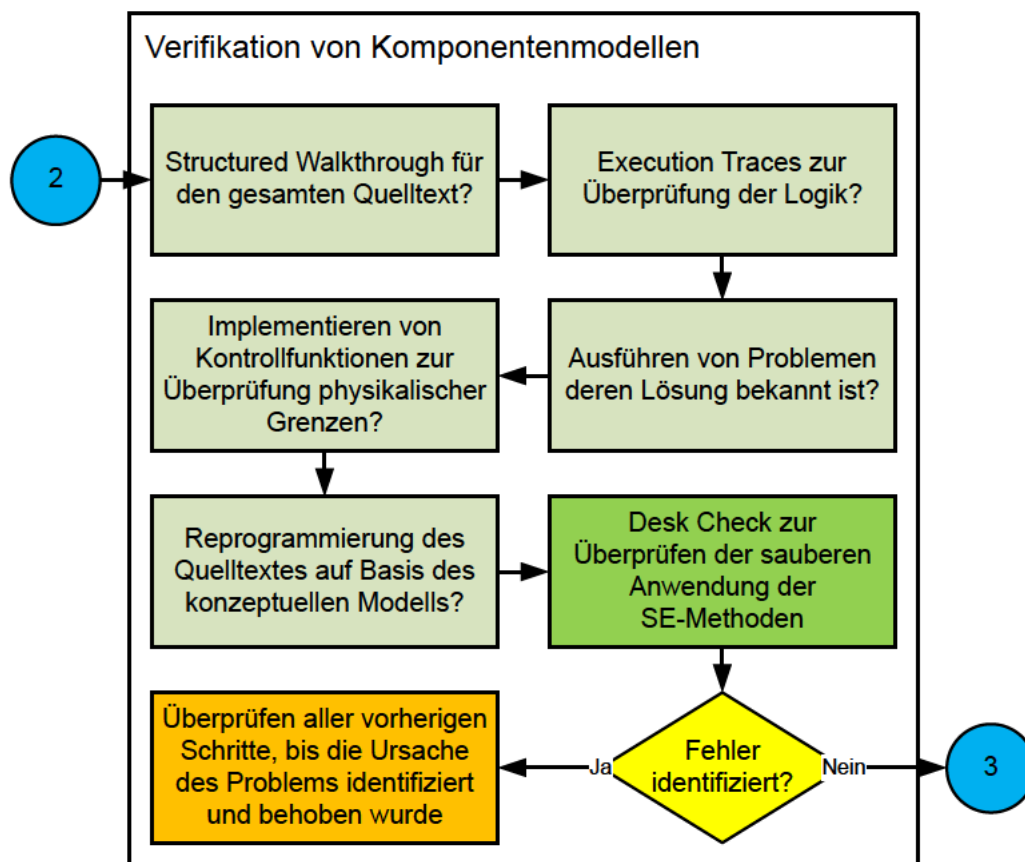 Verifikation von Komponentenmodellen
2
Structured Walkthrough für
den gesamten Quelltext?
Execution Traces zur
Überprüfung der Logik?
Implementieren von
Kontrollfunktionen zur
Überprüfung physikalischer
Grenzen?
Ausführen von Problemen
deren Lösung bekannt ist?
Reprogrammierung des
Quelltextes auf Basis des
konzeptuellen Modells?
Desk Check zur
Überprüfen der sauberen
Anwendung der
SE-Methoden
Überprüfen aller vorherigen
Schritte, bis die Ursache
des Problems identifiziert
und behoben wurde
Ja
Fehler
identifiziert?
Nein
3